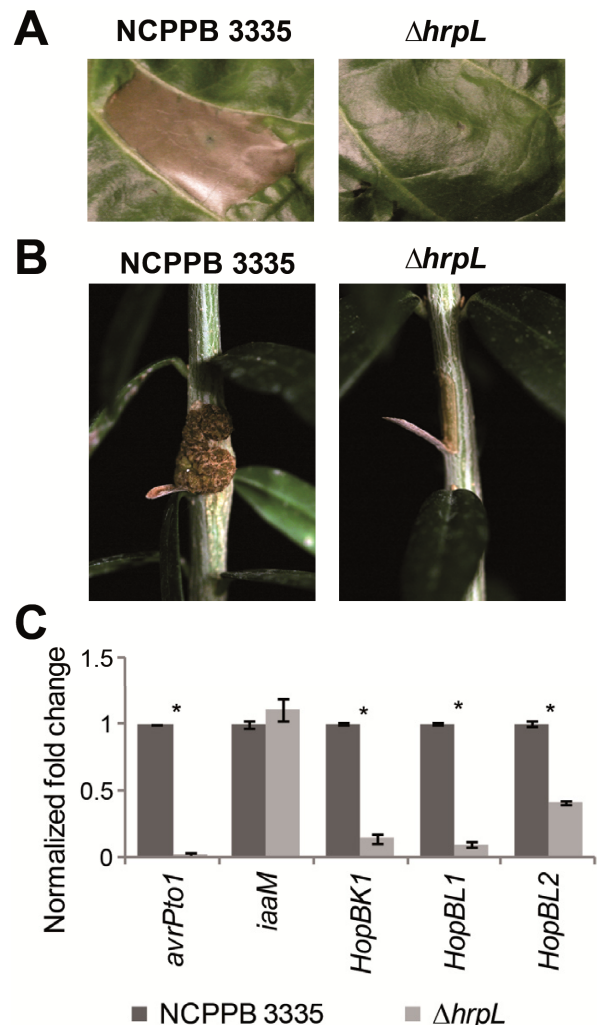 A
NCPPB 3335
ΔhrpL
B
NCPPB 3335
ΔhrpL
C
Normalized fold change
1.5
1
0.5
0
*
*
*
*
avrPto1
iaaM
HopBK1
HopBL1
HopBL2
NCPPB 3335
ΔhrpL